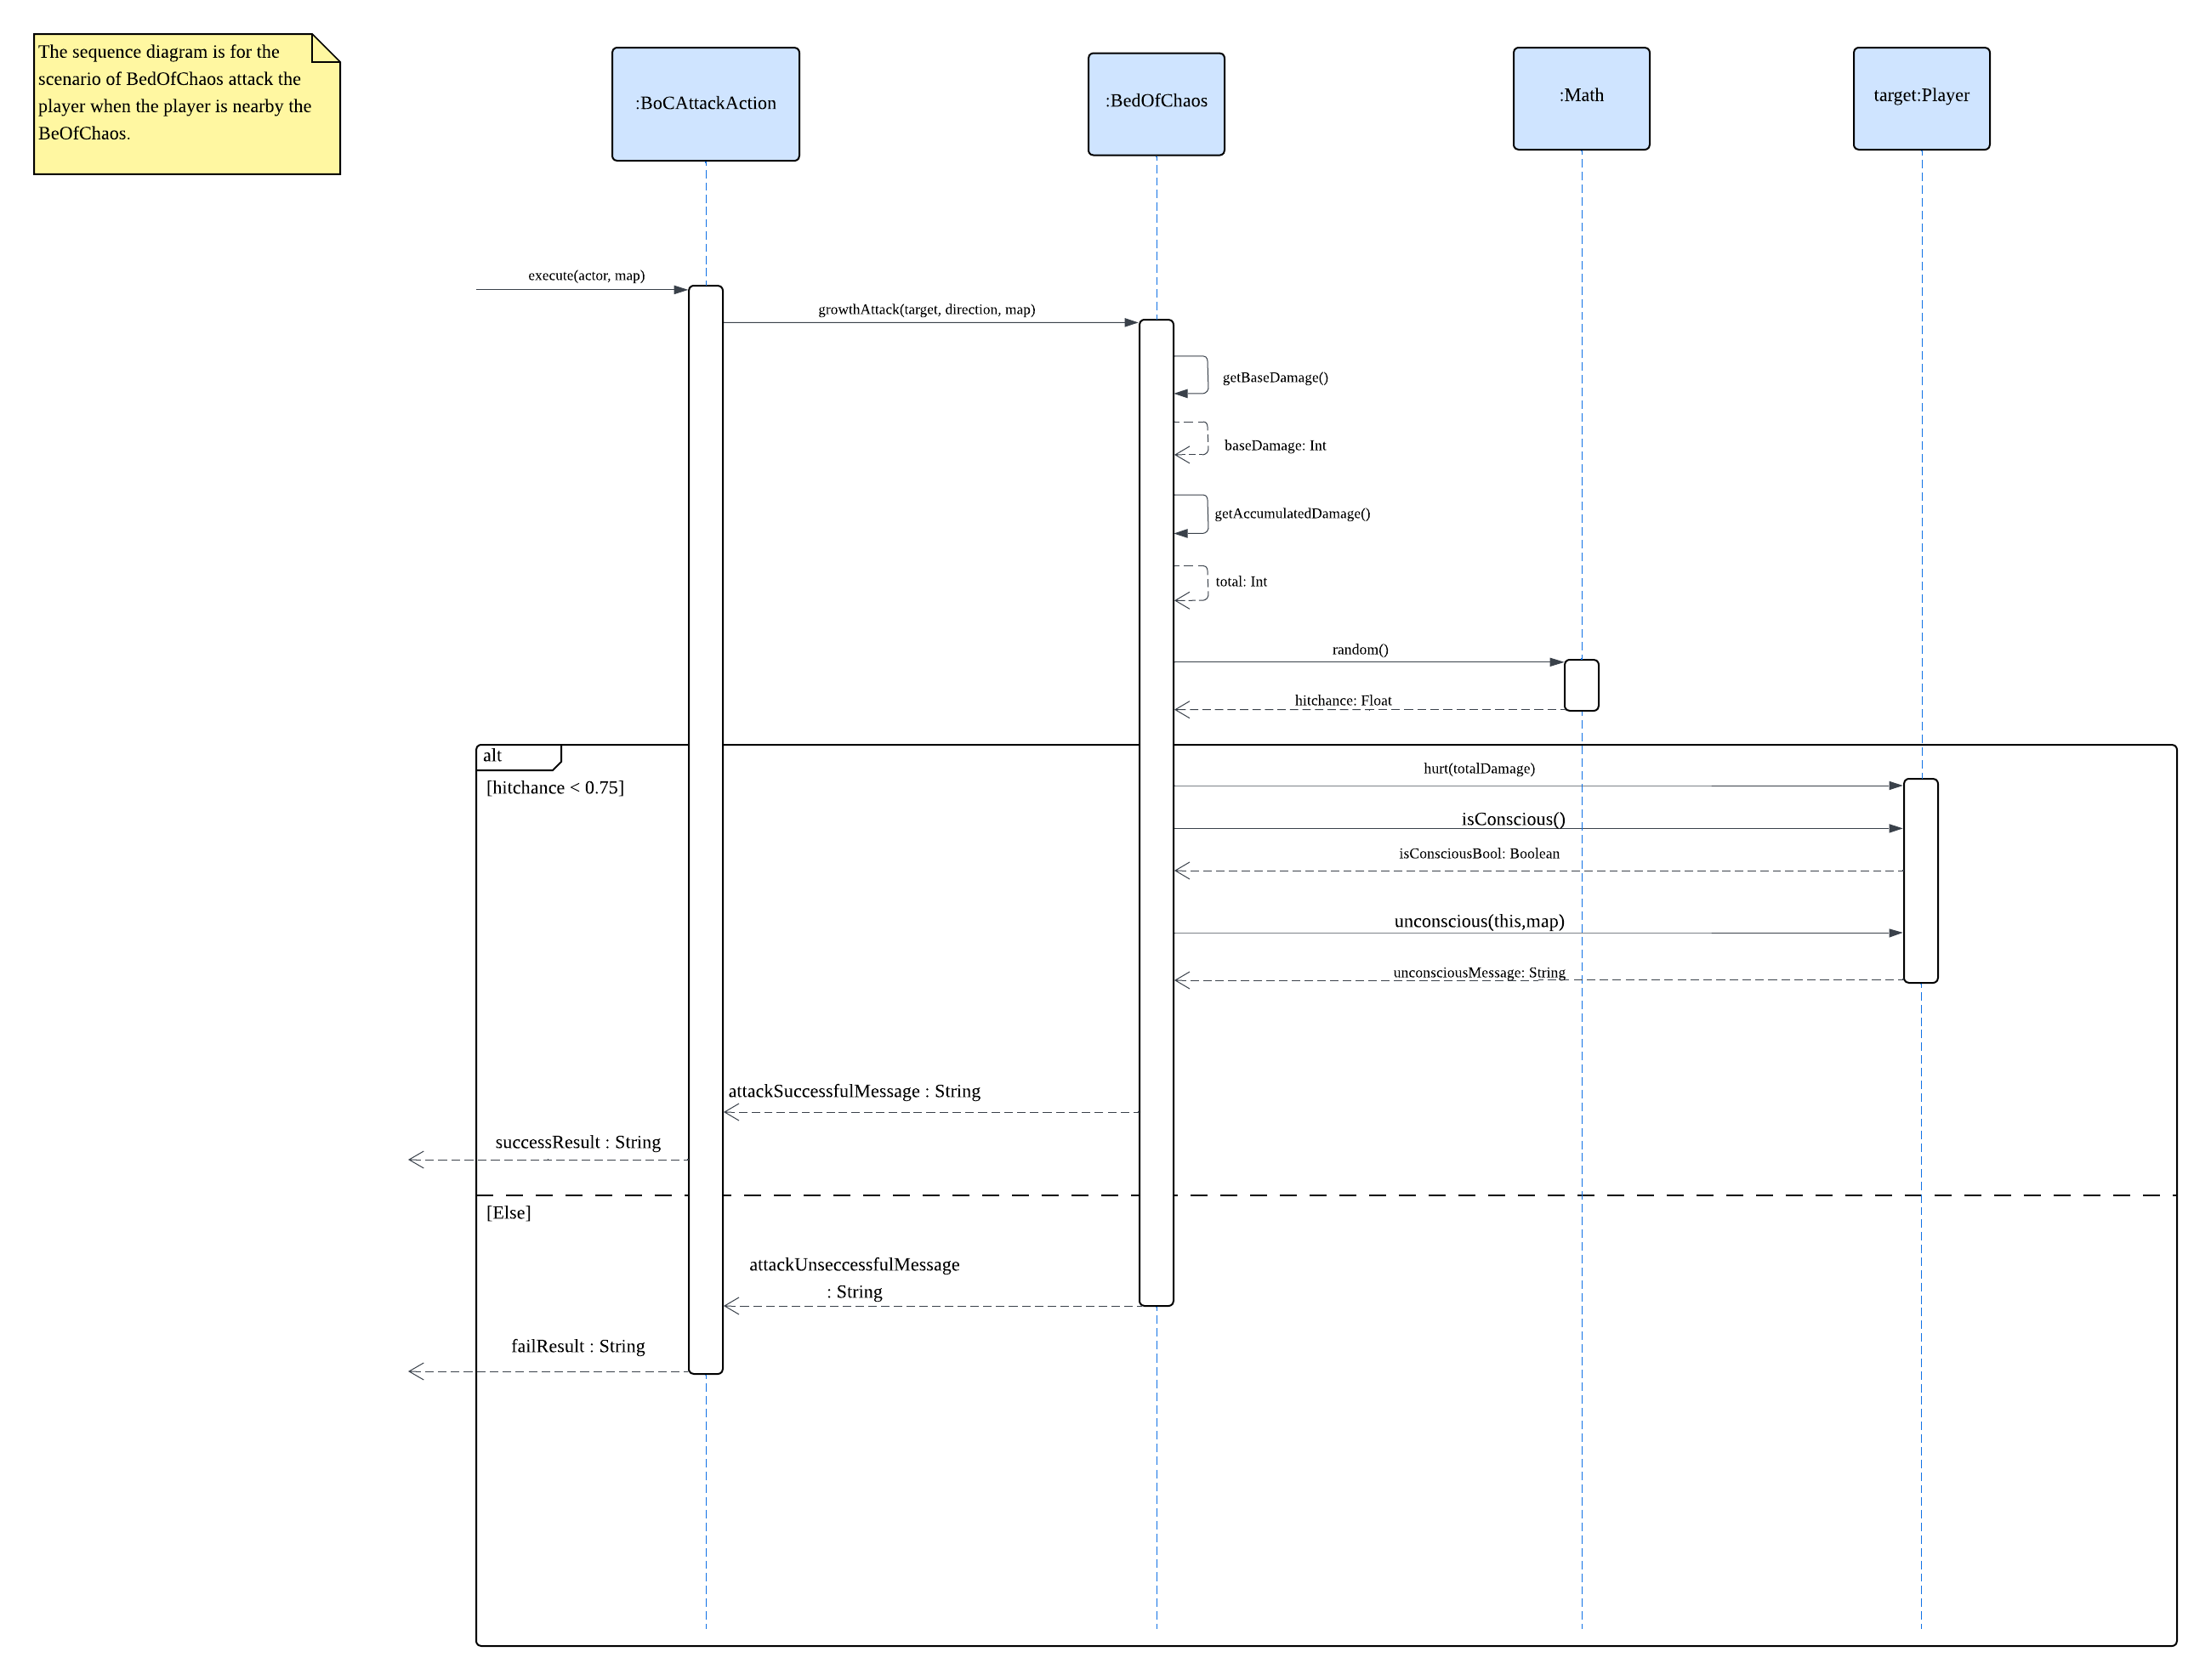 The sequence diagram is for the
scenario of BedOfChaos attack the
player when the player is nearby the
BeOfChaos.
:BoCAttackAction
:BedOfChaos
:Math
target:Player
execute(actor, map)
growthAttack(target, direction, map)
getBaseDamage()
baseDamage: Int
getAccumulatedDamage()
total: Int
random()
hitchance: Float
alt
[hitchance < 0.75]
hurt(totalDamage)
isConscious()
isConsciousBool: Boolean
unconscious(this,map)
unconsciousMessage: String
attackSuccessfulMessage : String
successResult : String
[Else]
attackUnseccessfulMessage
: String
failResult : String